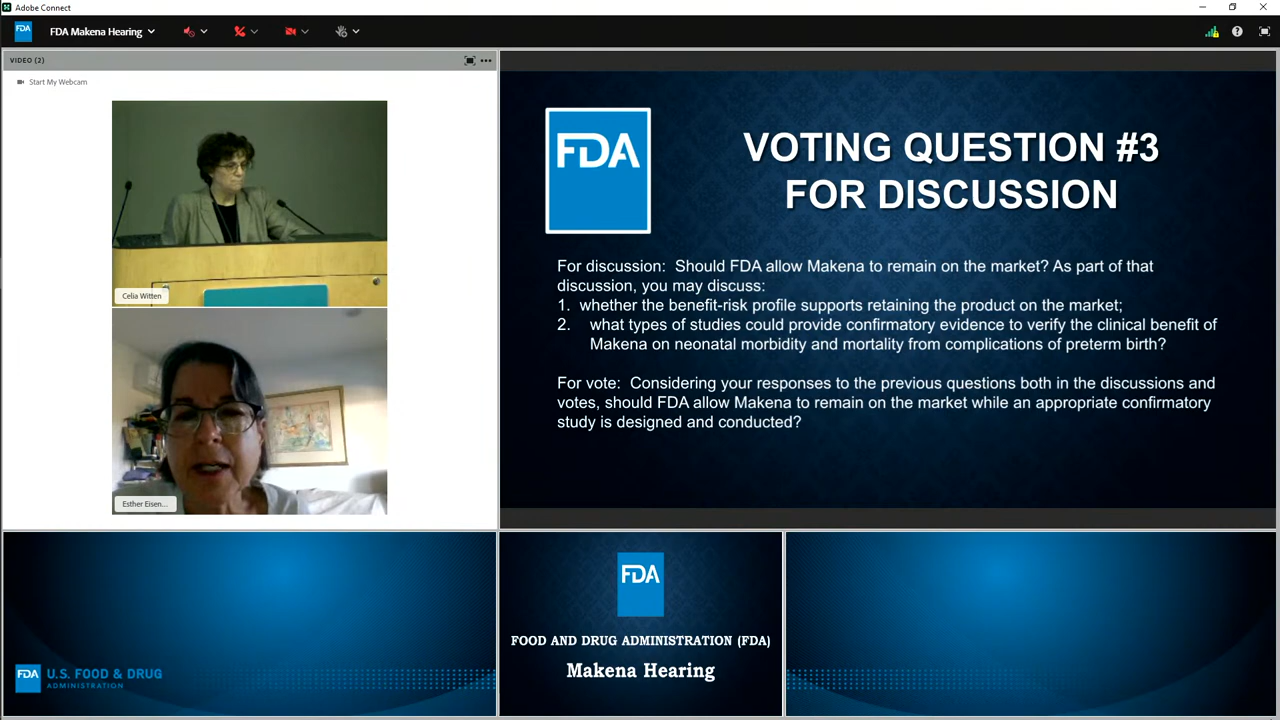 Adobe Connect
FDA
FDA Makena Hearing
VIDEO (2)
Start My Webcam
Celia Witten
Esther Eisen...
FDA
VOTING QUESTION #3
FOR DISCUSSION
For discussion: Should FDA allow Makena to remain on the market? As part of that
discussion, you may discuss:
1. whether the benefit-risk profile supports retaining the product on the market;
2. what types of studies could provide confirmatory evidence to verify the clinical benefit of
Makena on neonatal morbidity and mortality from complications of preterm birth?
For vote: Considering your responses to the previous questions both in the discussions and
votes, should FDA allow Makena to remain on the market while an appropriate confirmatory
study is designed and conducted?
FDA U.S. FOOD & DRUG
ADMINISTRATION
FDA
FOOD AND DRUG ADMINISTRATION (FDA)
Makena Hearing